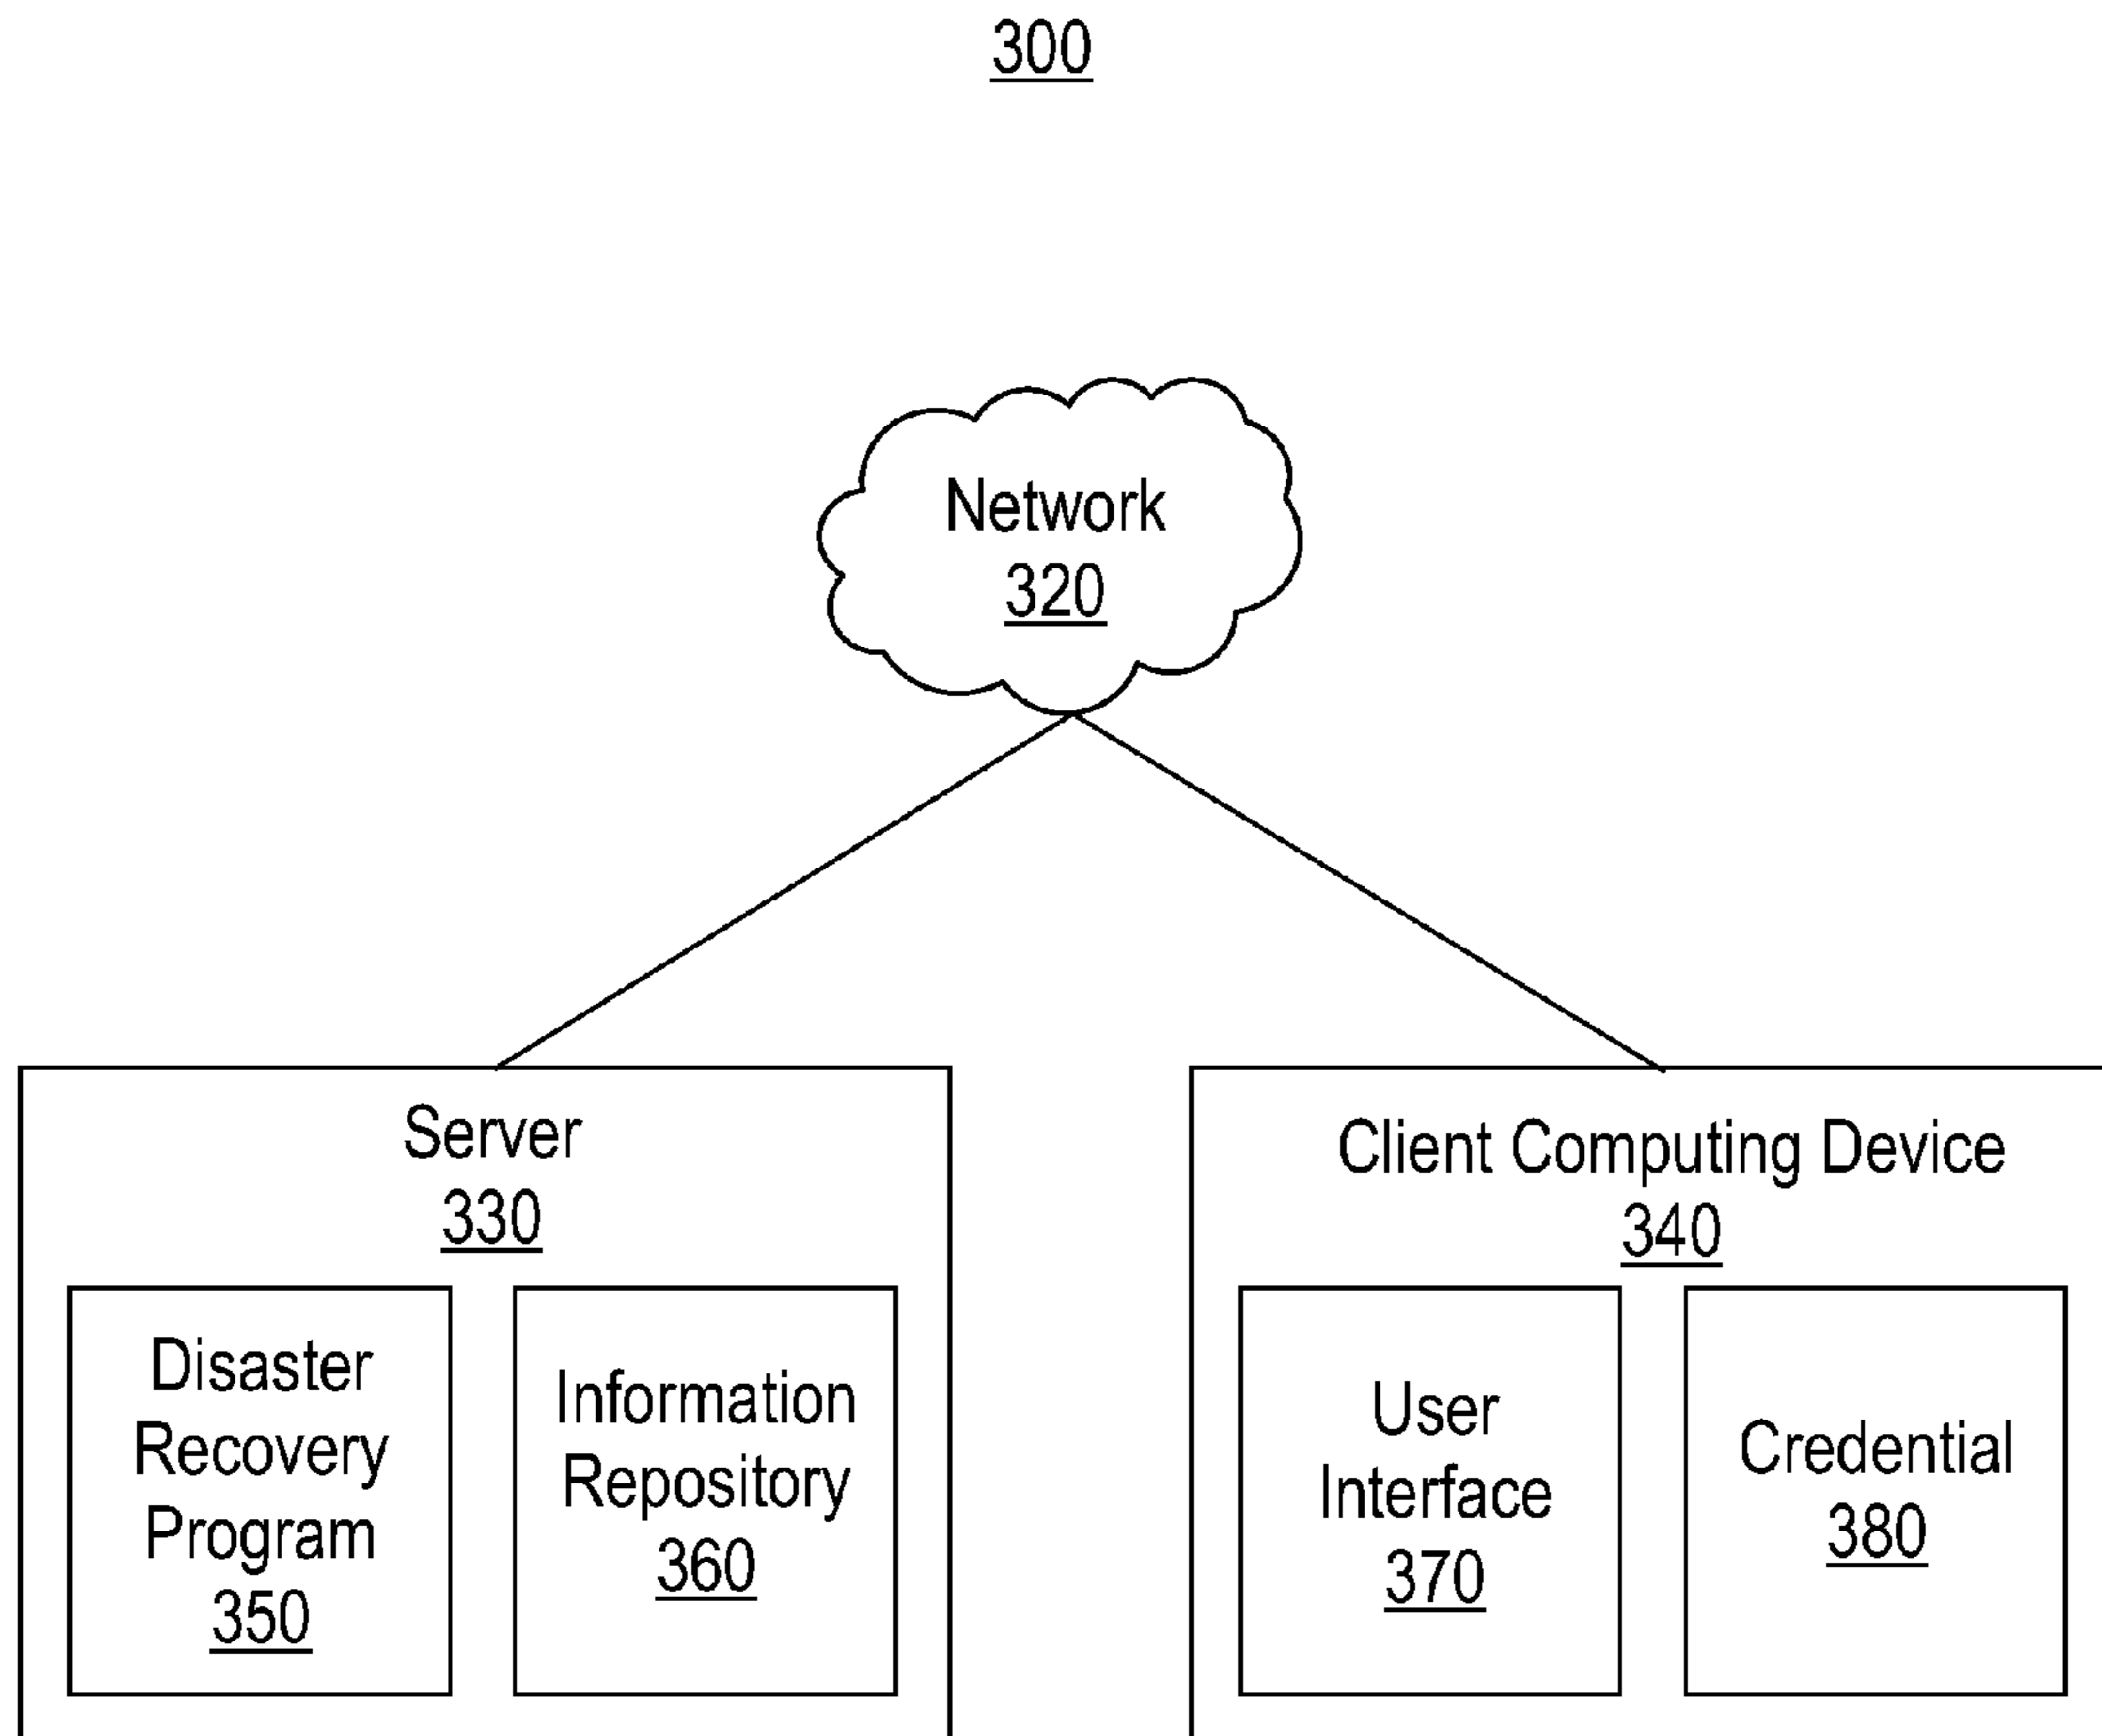 300
Network
320
Server
330
Disaster
Recovery
Program
350
Information
Repository
360
Client Computing Device
340
User
Interface
370
Credential
380